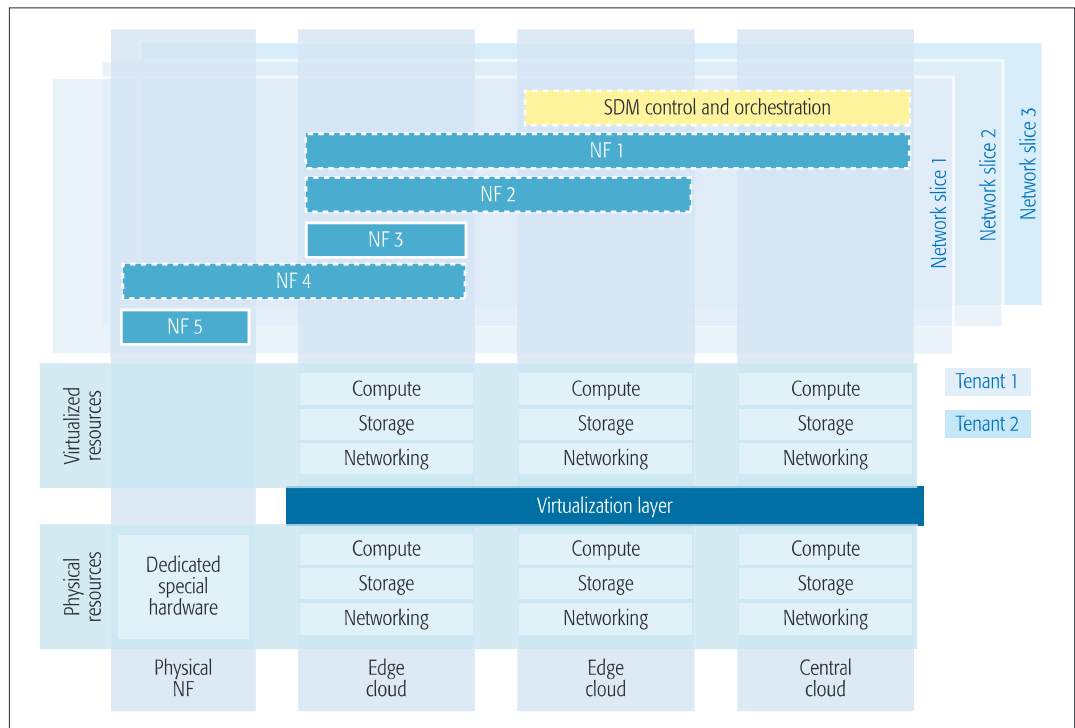 SDM control and orchestration
NF 1
NF 2
NF 3
NF 4
NF 5
Network slice 1
Network slice 2
Network slice 3
Tenant 1
Tenant 2
Virtualized
resources
Compute
Compute
Compute
Storage
Storage
Storage
Networking
Networking
Networking
Virtualization layer
Physical
resources
Dedicated
special
hardware
Compute
Compute
Compute
Storage
Storage
Storage
Networking
Networking
Networking
Physical
NF
Edge
cloud
Edge
cloud
Central
cloud